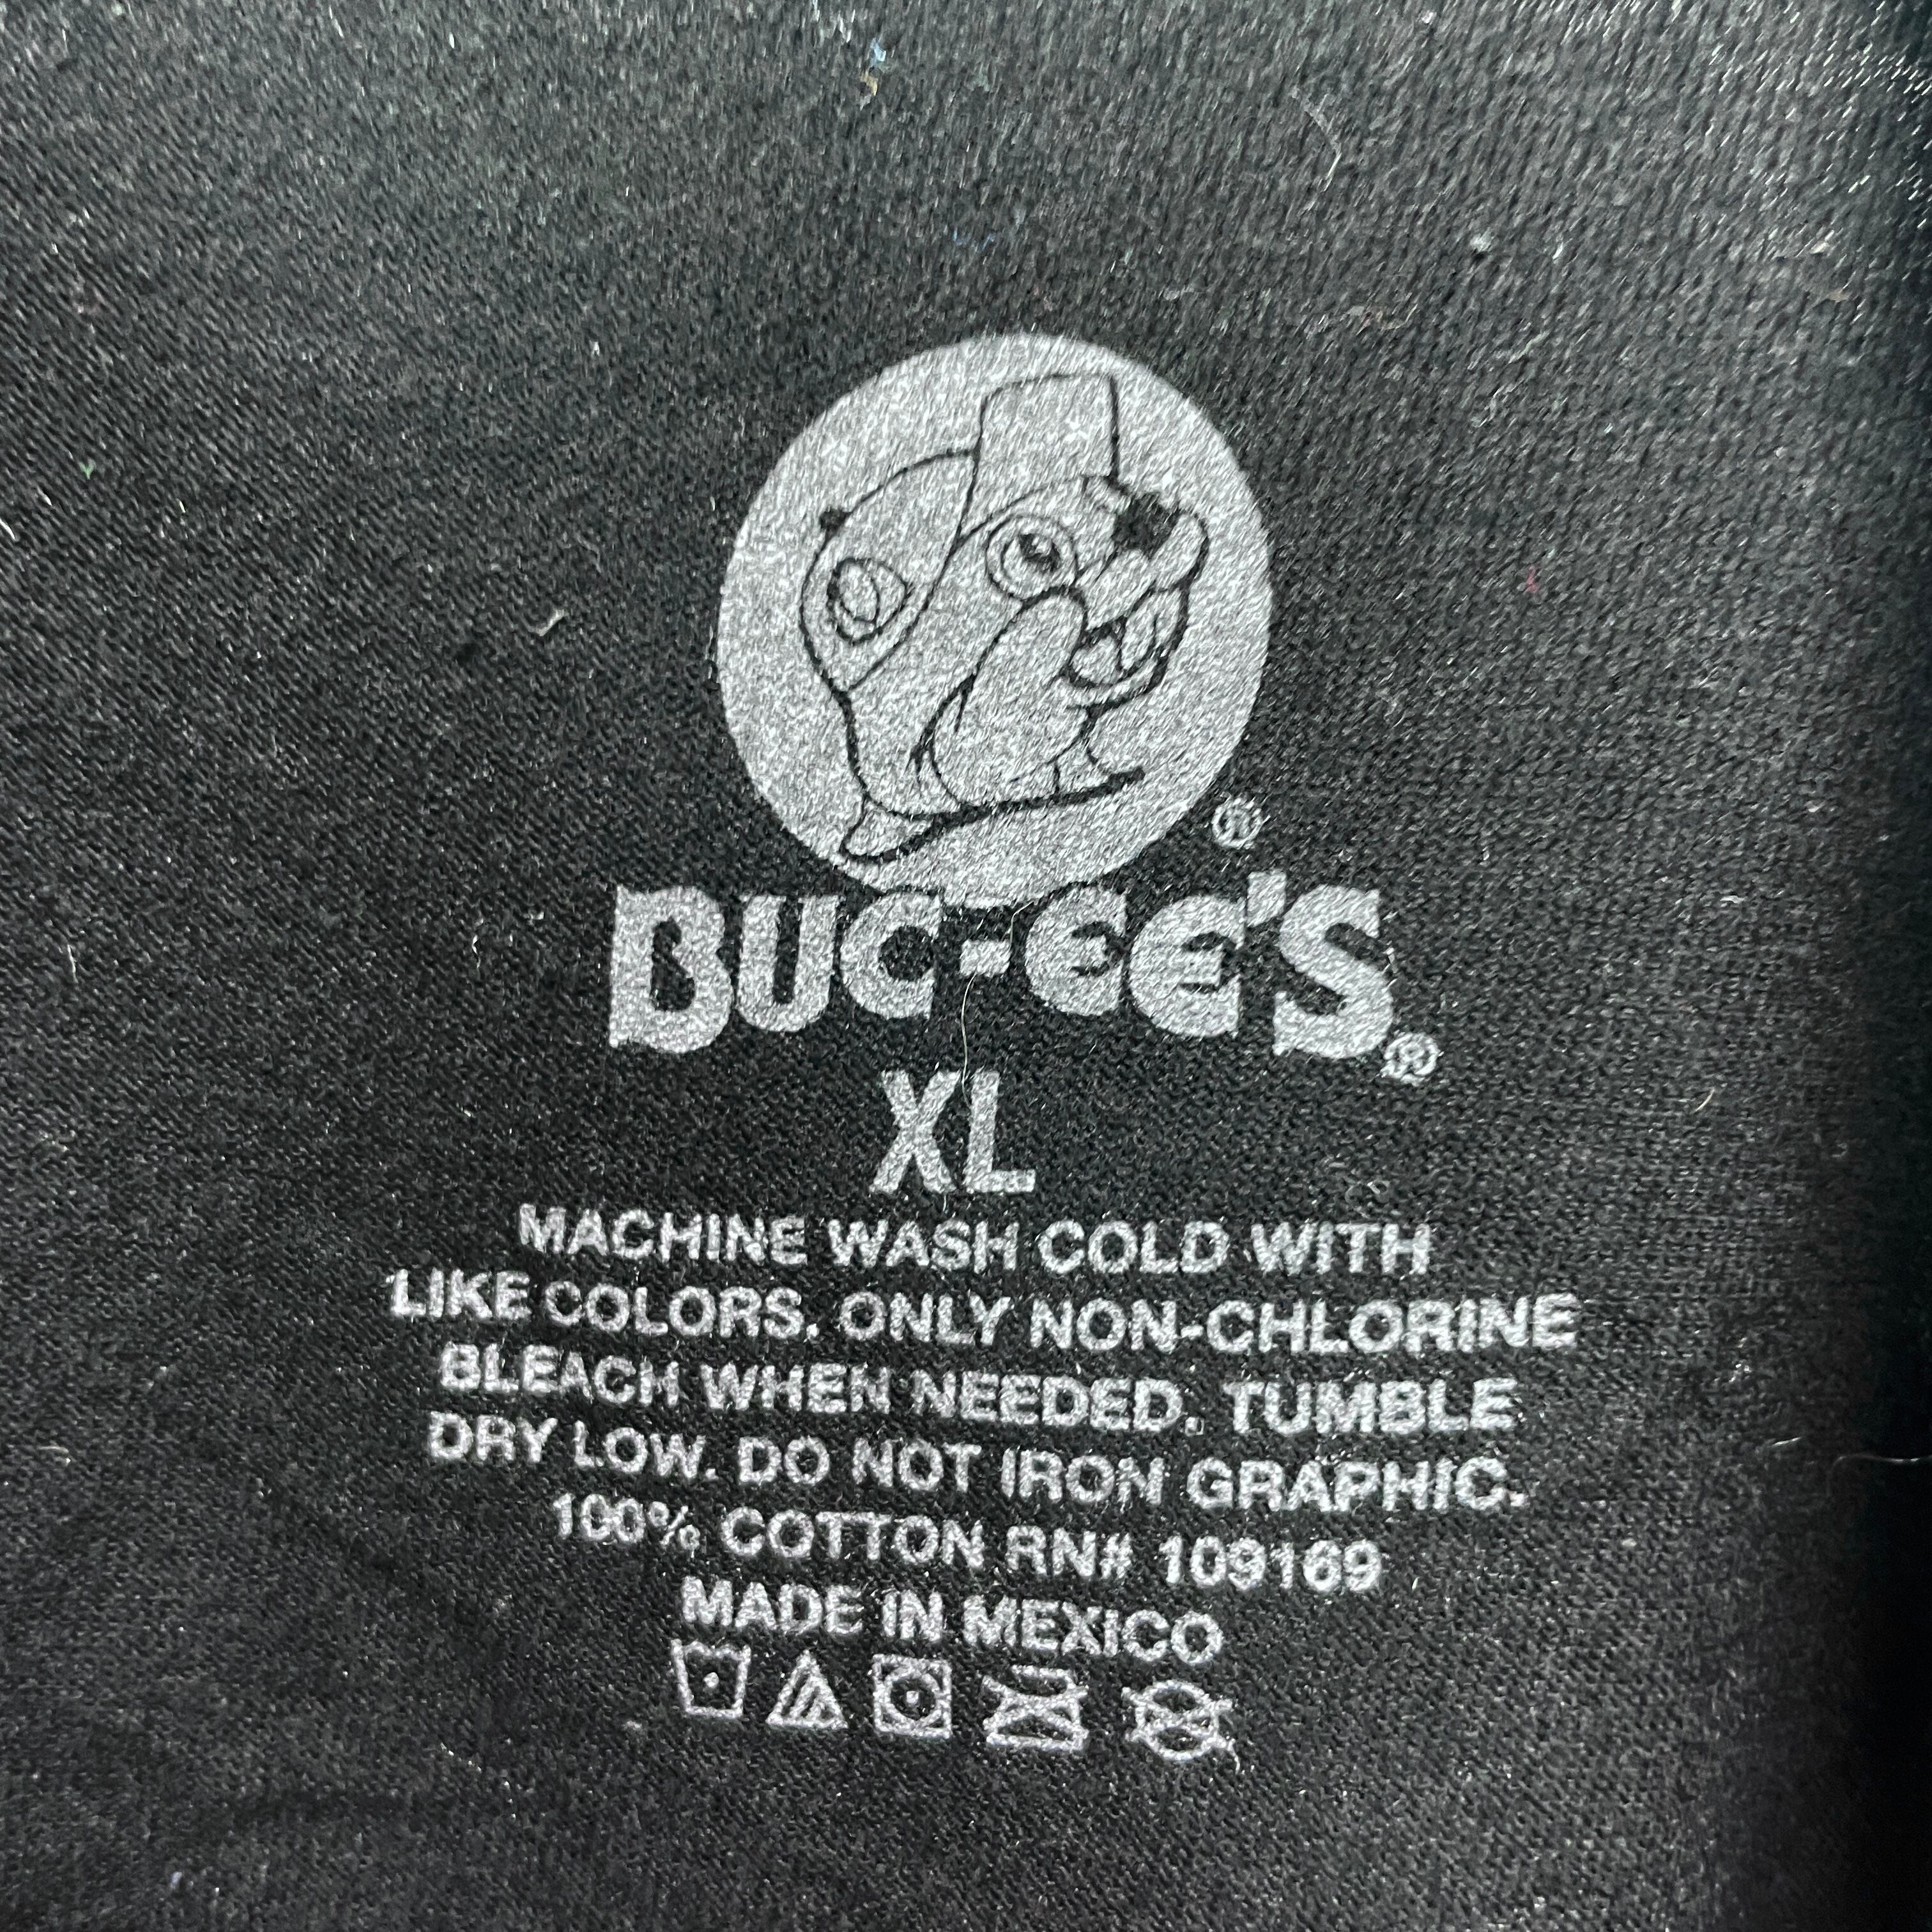 ®
BUC-EE'S®
XL
MACHINE WASH COLD WITH
LIKE COLORS. ONLY NON-CHLORINE
BLEACH WHEN NEEDED. TUMBLE
DRY LOW. DO NOT IRON GRAPHIC.
100% COTTON RN# 109169
MADE IN MEXICO